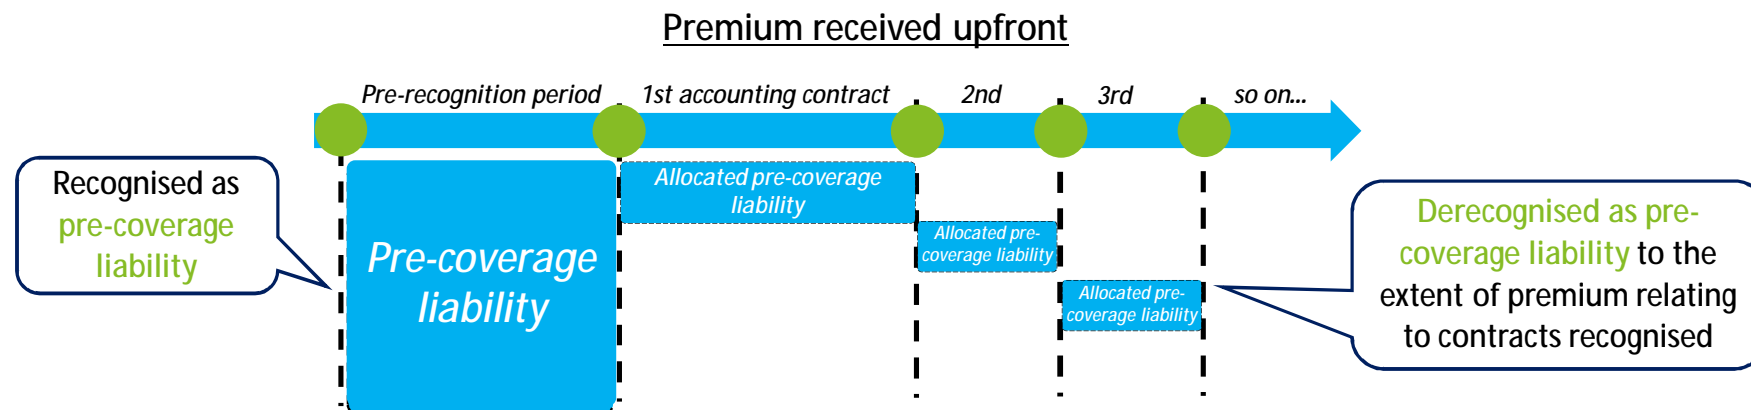 Premium received upfront
Pre-recognition period
1st accounting contract
2nd
3rd
so on...
Recognised as
pre-coverage
liability
Pre-coverage
liability
Allocated pre-coverage
liability
Allocated pre-
coverage liability
Allocated pre-
coverage liability
Derecognised as pre-
coverage liability to the
extent of premium relating
to contracts recognised